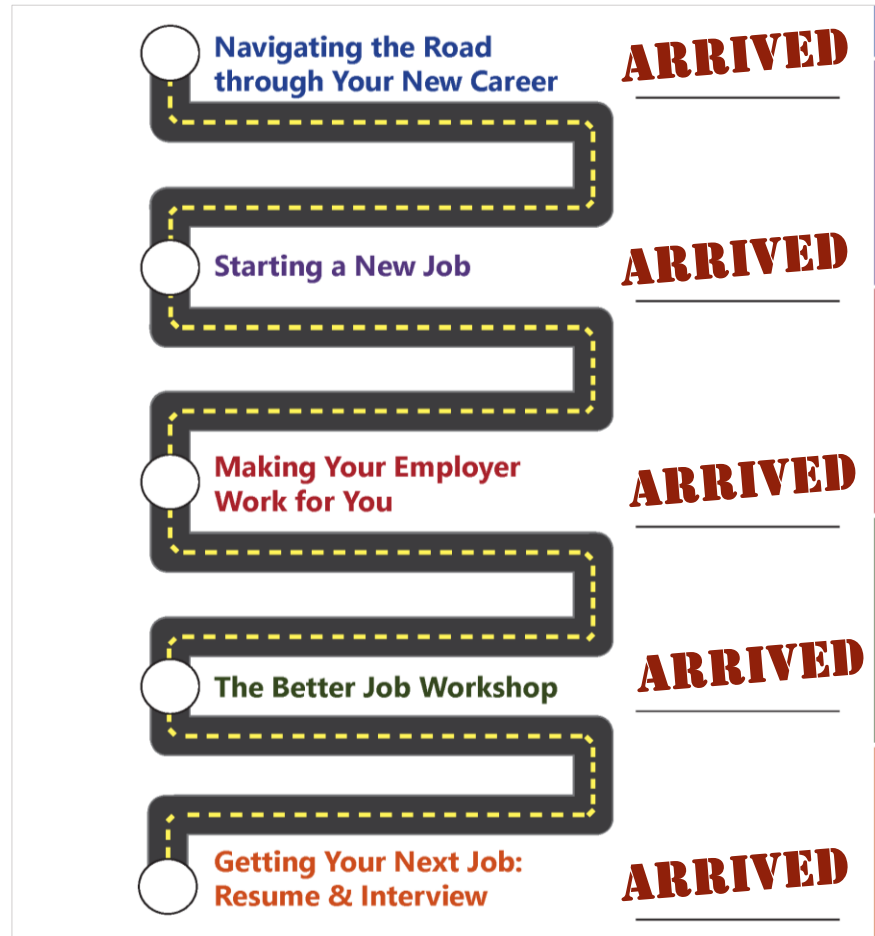 Navigating the Road
through Your New Career
ARRIVED
Starting a New Job
ARRIVED
Making Your Employer
Work for You
ARRIVED
The Better Job Workshop
ARRIVED
Getting Your Next Job:
Resume & Interview
ARRIVED